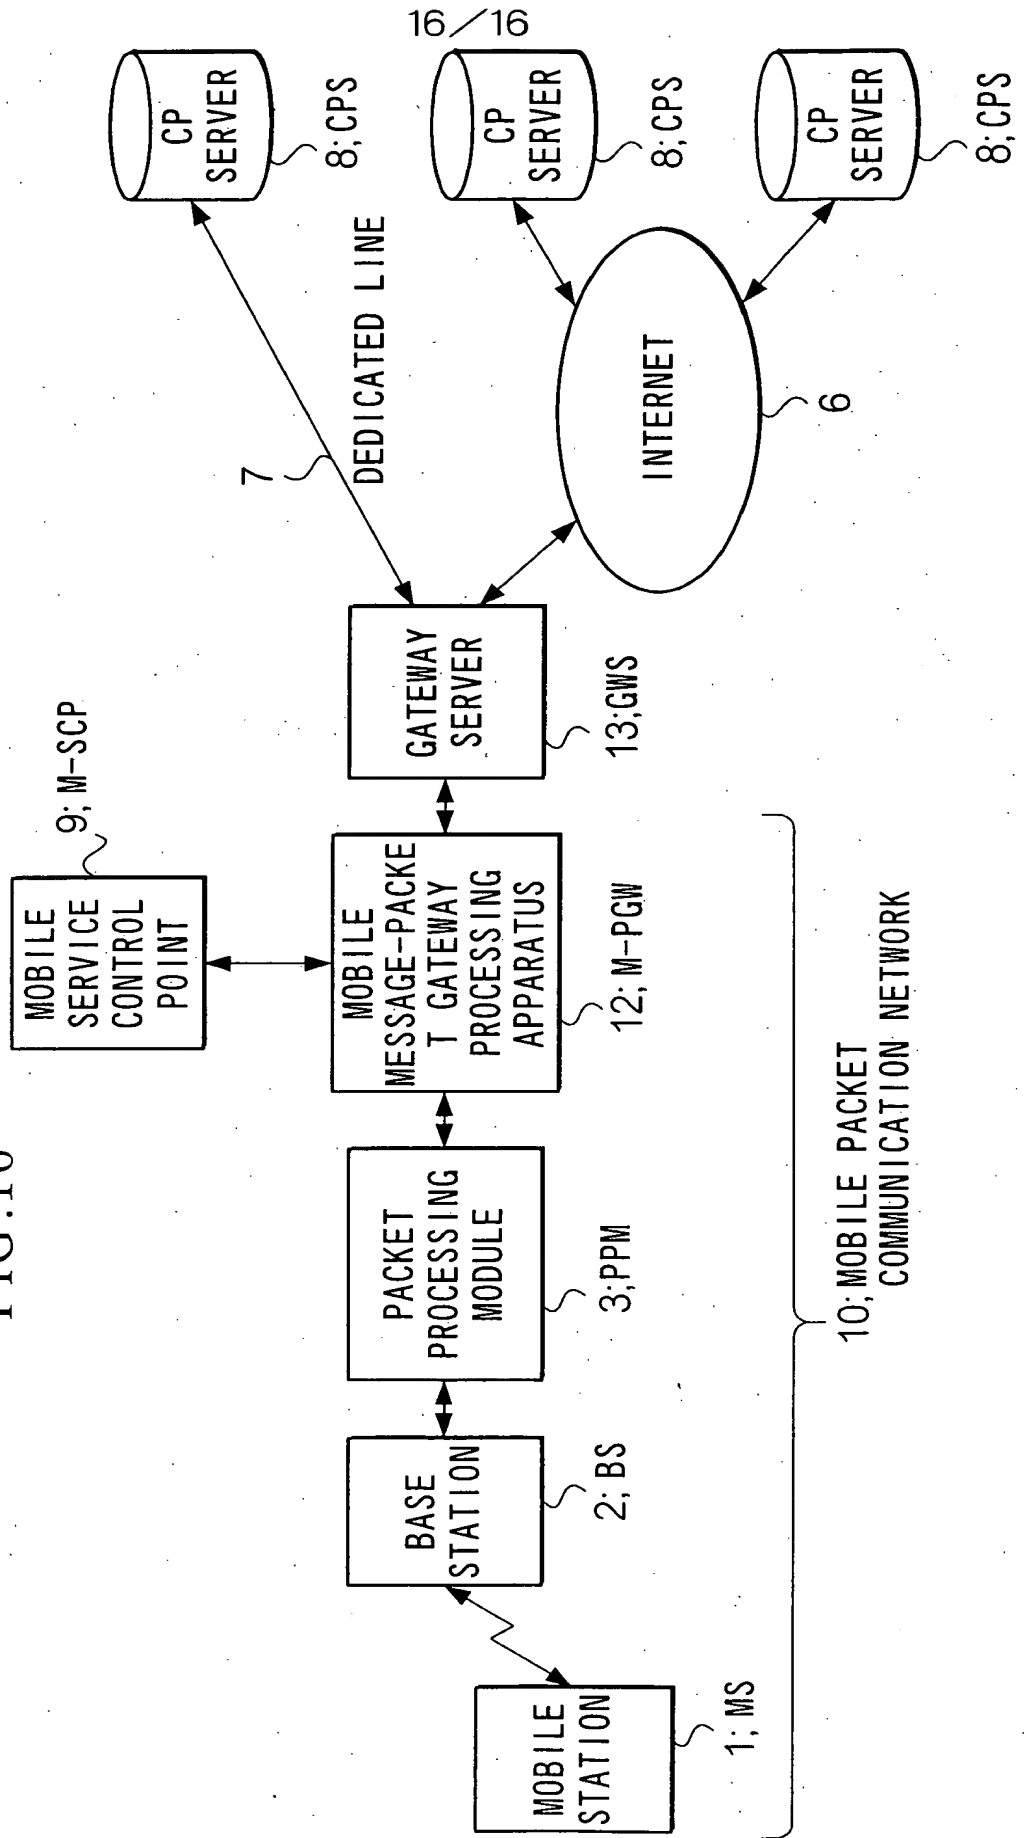 16/16
FIG.16
MOBILE
SERVICE
CONTROL
POINT
9; M-SCP
MOBILE
STATION
1; MS
BASE
STATION
2; BS
PACKET
PROCESSING
MODULE
3;PPM
MOBILE
MESSAGE-PACKE
T GATEWAY
PROCESSING
APPARATUS
12; M-PGW
GATEWAY
SERVER
13;GWS
7
DEDICATED LINE
INTERNET
6
CP
SERVER
8;CPS
CP
SERVER
8;CPS
CP
SERVER
8;CPS
10;MOBILE PACKET
COMMUNICATION NETWORK